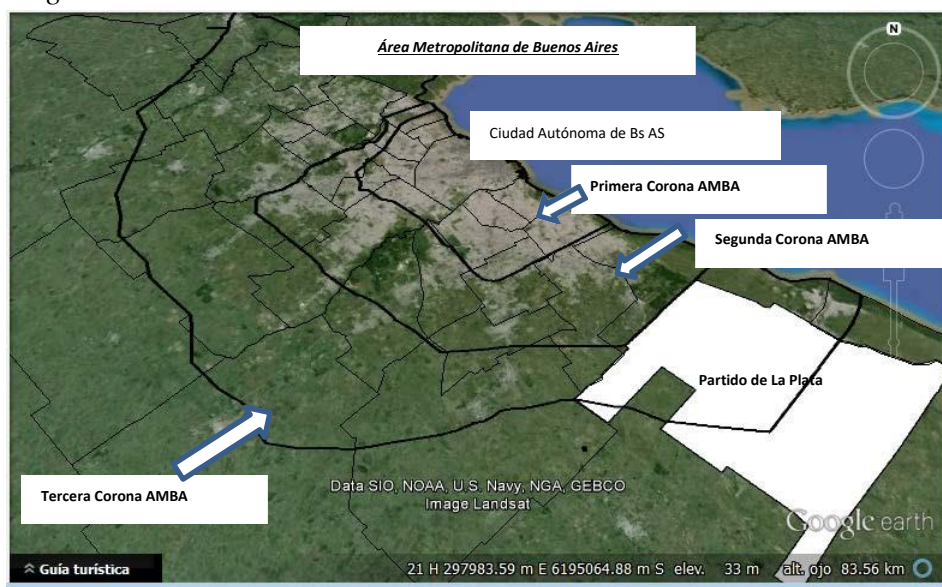 Área Metropolitana de Buenos Aires
N
Ciudad Autónoma de Bs AS
Primera Corona AMBA
Segunda Corona AMBA
Partido de La Plata
Tercera Corona AMBA
Data SIO, NOAA, U.S. Navy, NGA, GEBCO
Image Landsat
Google earth
Guía turística
21 H 297983.59 m E 6195064.88 m S elev. 33 m alt. ojo 83.56 km